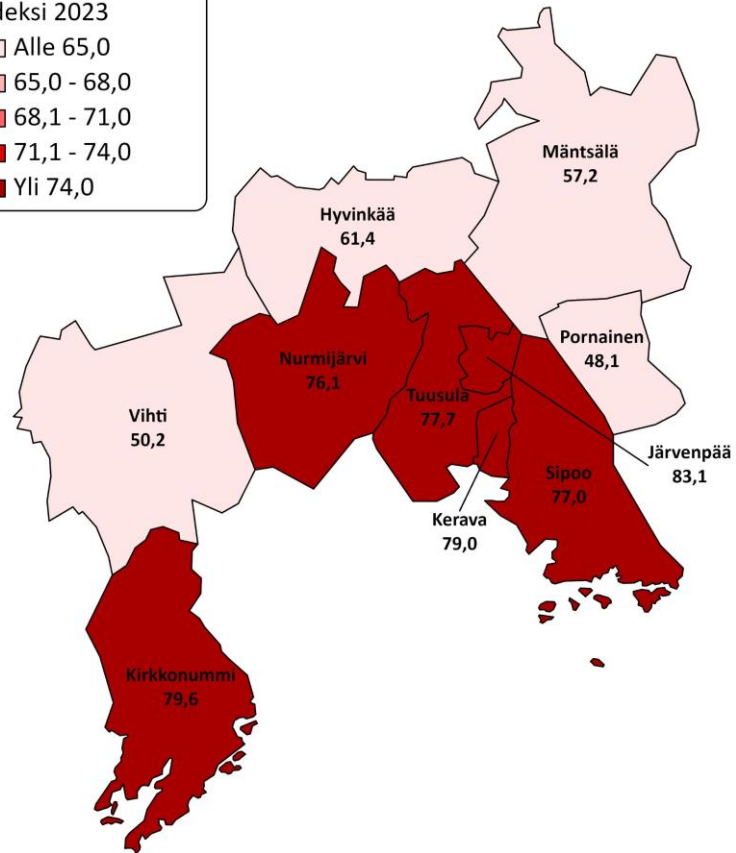 deksi 2023
Alle 65,0
65,0 - 68,0
68,1 - 71,0
71,1 - 74,0
Yli 74,0
Mäntsälä
57,2
Hyvinkää
61,4
Pornainen
48,1
Nurmijärvi
76,1
Tuusula
77,7
Vihti
50,2
Järvenpää
83,1
Sipoo
77,0
Kerava
79,0
Kirkkonummi
79,6